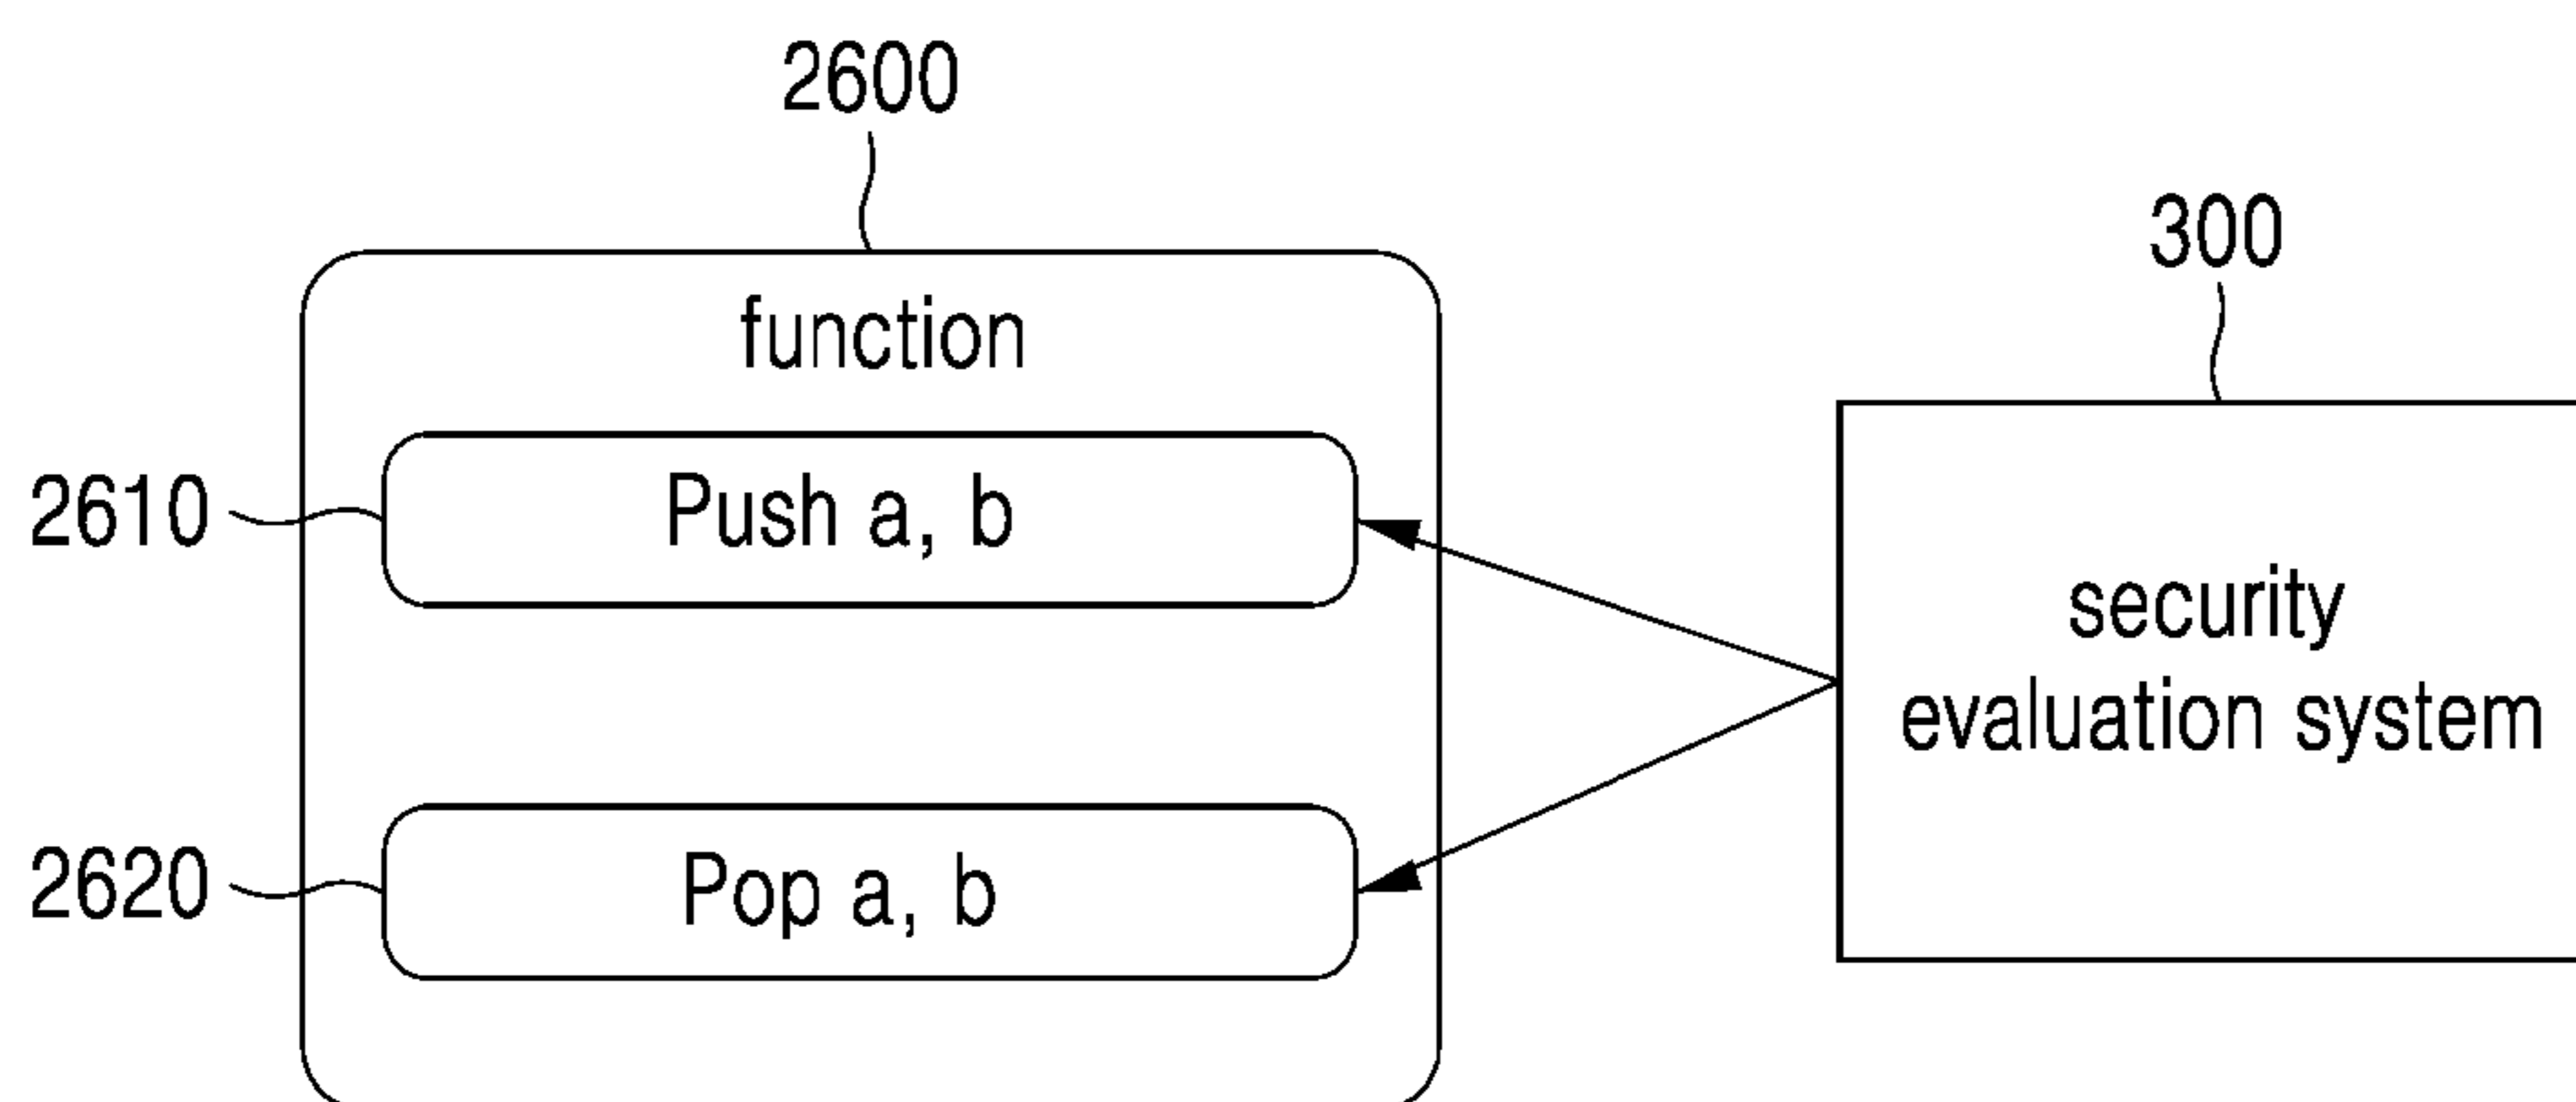 2600
300
function
2610
Push a, b
security
evaluation system
2620
Pop a, b